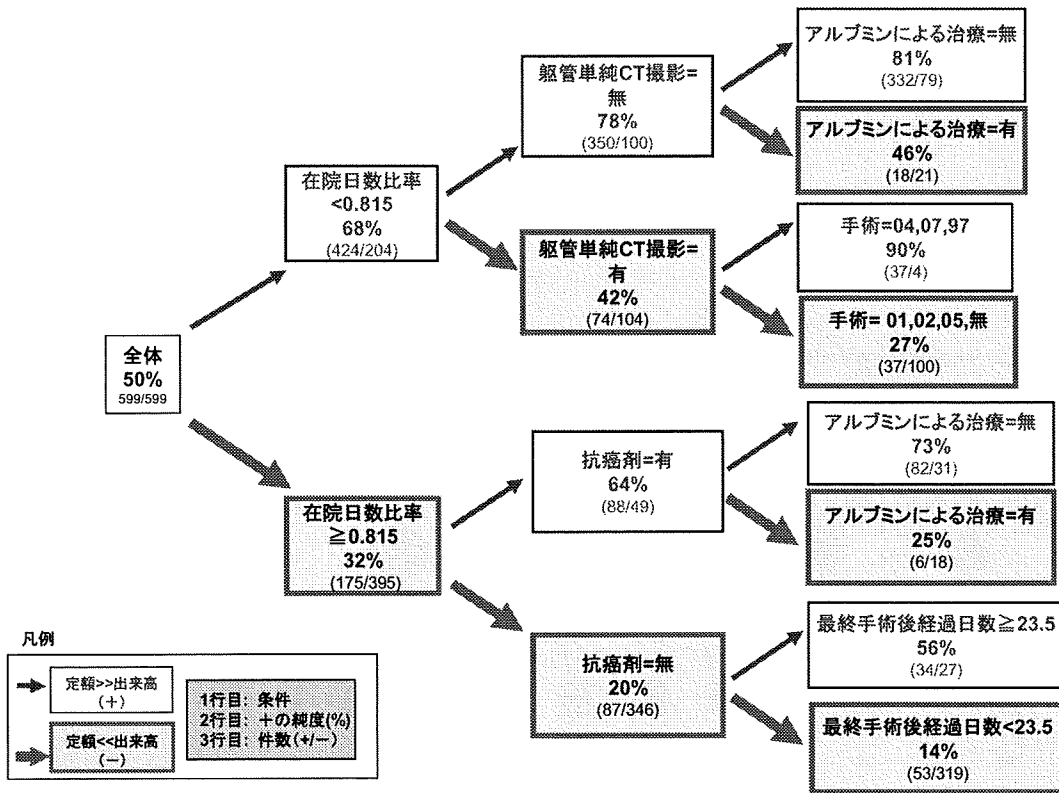 全体
50%
599/599
在院日数比率
<0.815
68%
(424/204)
在院日数比率
≧0.815
32%
(175/395)
躯管単純CT撮影=
無
78%
(350/100)
躯管単純CT撮影=
有
42%
(74/104)
抗癌剤=有
64%
(88/49)
抗癌剤=無
20%
(87/346)
アルブミンによる治療=無
81%
(332/79)
アルブミンによる治療=有
46%
(18/21)
手術=04,07,97
90%
(37/4)
手術= 01,02,05,無
27%
(37/100)
アルブミンによる治療=無
73%
(82/31)
アルブミンによる治療=有
25%
(6/18)
最終手術後経過日数≧23.5
56%
(34/27)
最終手術後経過日数<23.5
14%
(53/319)
凡例
定額>>出来高
(+)
定額<<出来高
(－)
1行目: 条件
2行目: +の純度(%)
3行目: 件数(+/－)